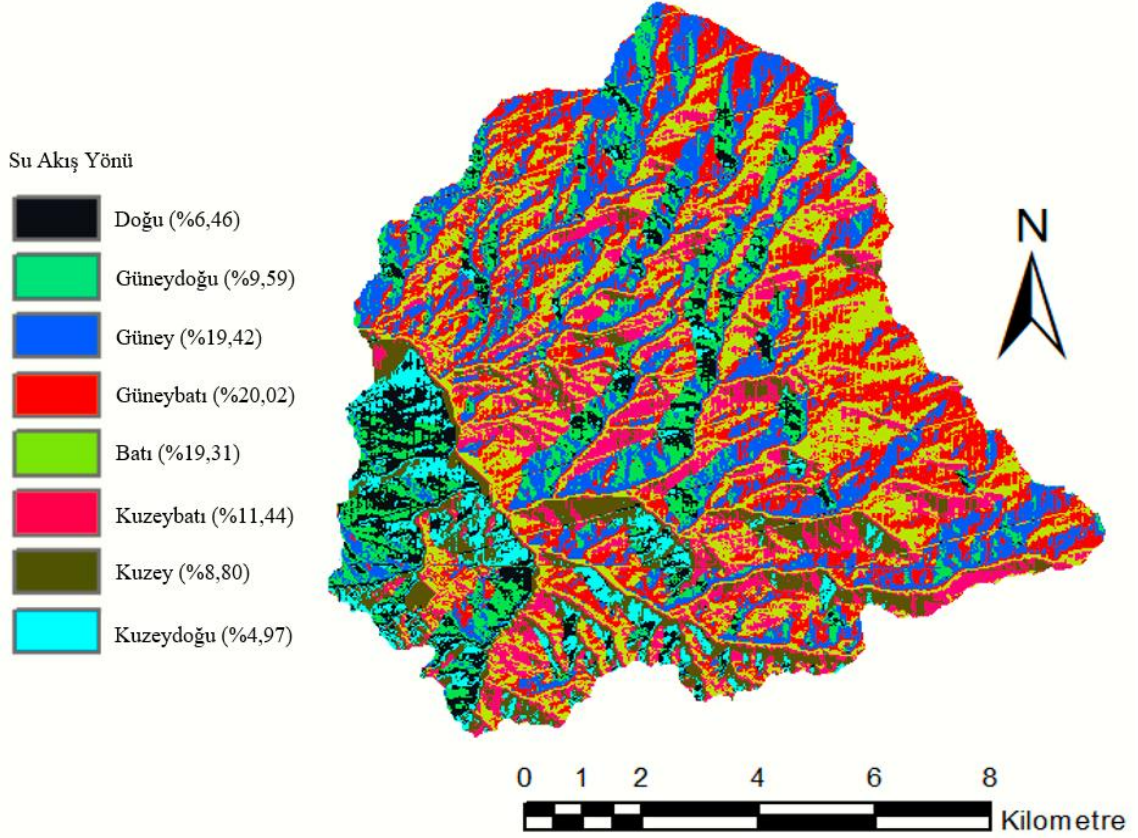 Su Akış Yönü
Doğu (%6,46)
Güneydoğu (%9,59)
Güney (%19,42)
Güneybatı (%20,02)
Batı (%19,31)
Kuzeybatı (%11,44)
Kuzey (%8,80)
Kuzeydoğu (%4,97)
N
0 1 2 4 6 8
Kilometre